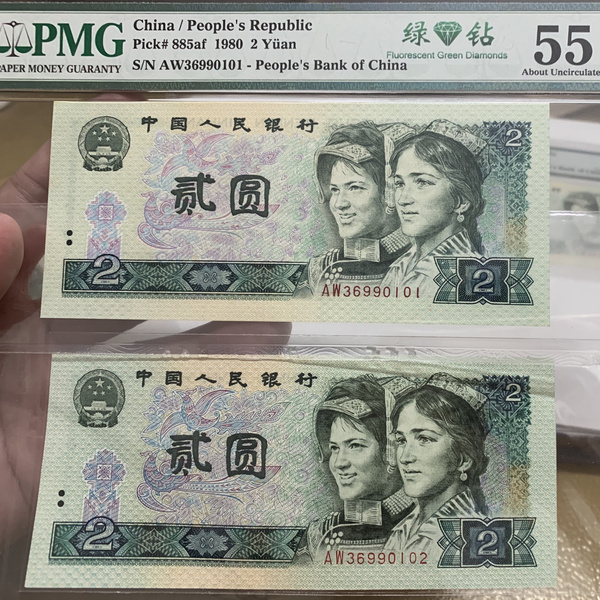 PMG
PAPER MONEY GUARANTY
China / People's Republic
Pick# 885af 1980 2 Yüan
S/N AW36990101 - People's Bank of China
绿 钻
Fluorescent Green Diamonds
55
About Uncirculated
中国人民银行
2
贰圆
2
AW36990101
2
中国人民银行
2
贰圆
2
AW36990102
2